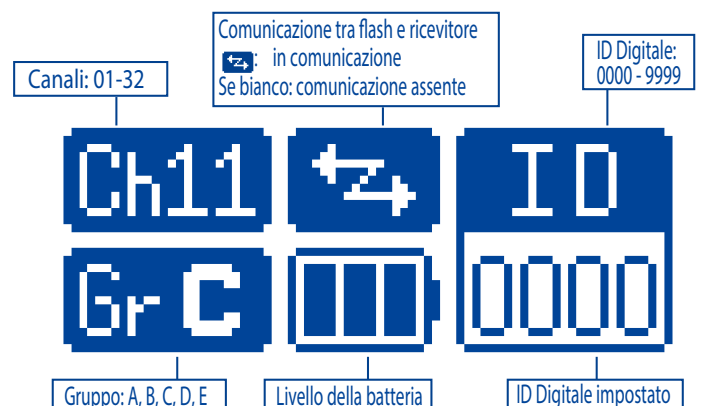 Comunicazione tra flash e ricevitore
: in comunicazione
Se bianco: comunicazione assente
ID Digitale:
0000 - 9999
Canali: 01-32
Ch11
ID
Gr C
0000
Gruppo: A, B, C, D, E
Livello della batteria
ID Digitale impostato